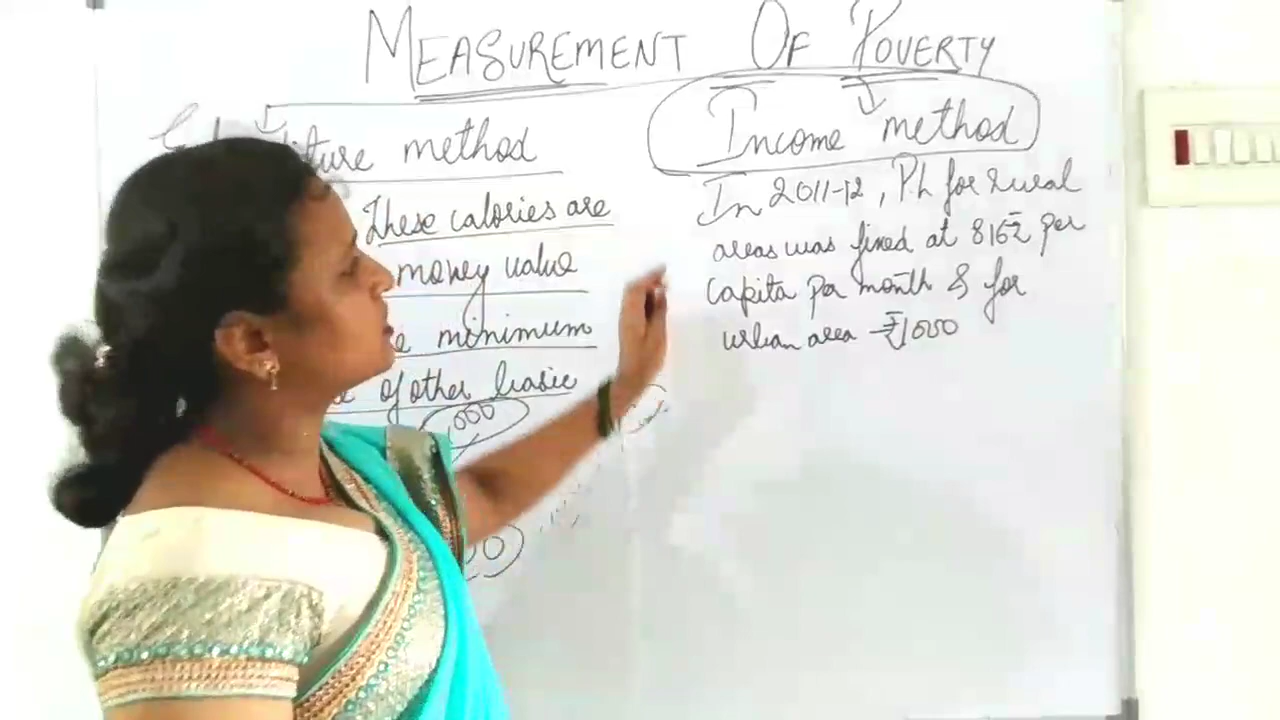 MEASUREMENT OF POVERTY
method
These calories are
money value
minimum
of other basic
000
Income method
In 2011-12, PL for rural
areas was fixed at 816₹ per
capita per month & for
urban area → ₹1000